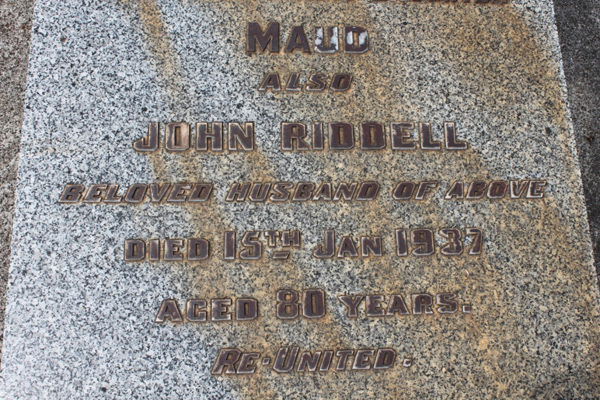 MAUD
ALSO
JOHN RIDDELL
BELOVED HUSBAND OF ABOVE
DIED 15TH JAN 1937
AGED 80 YEARS.
RE-UNITED.